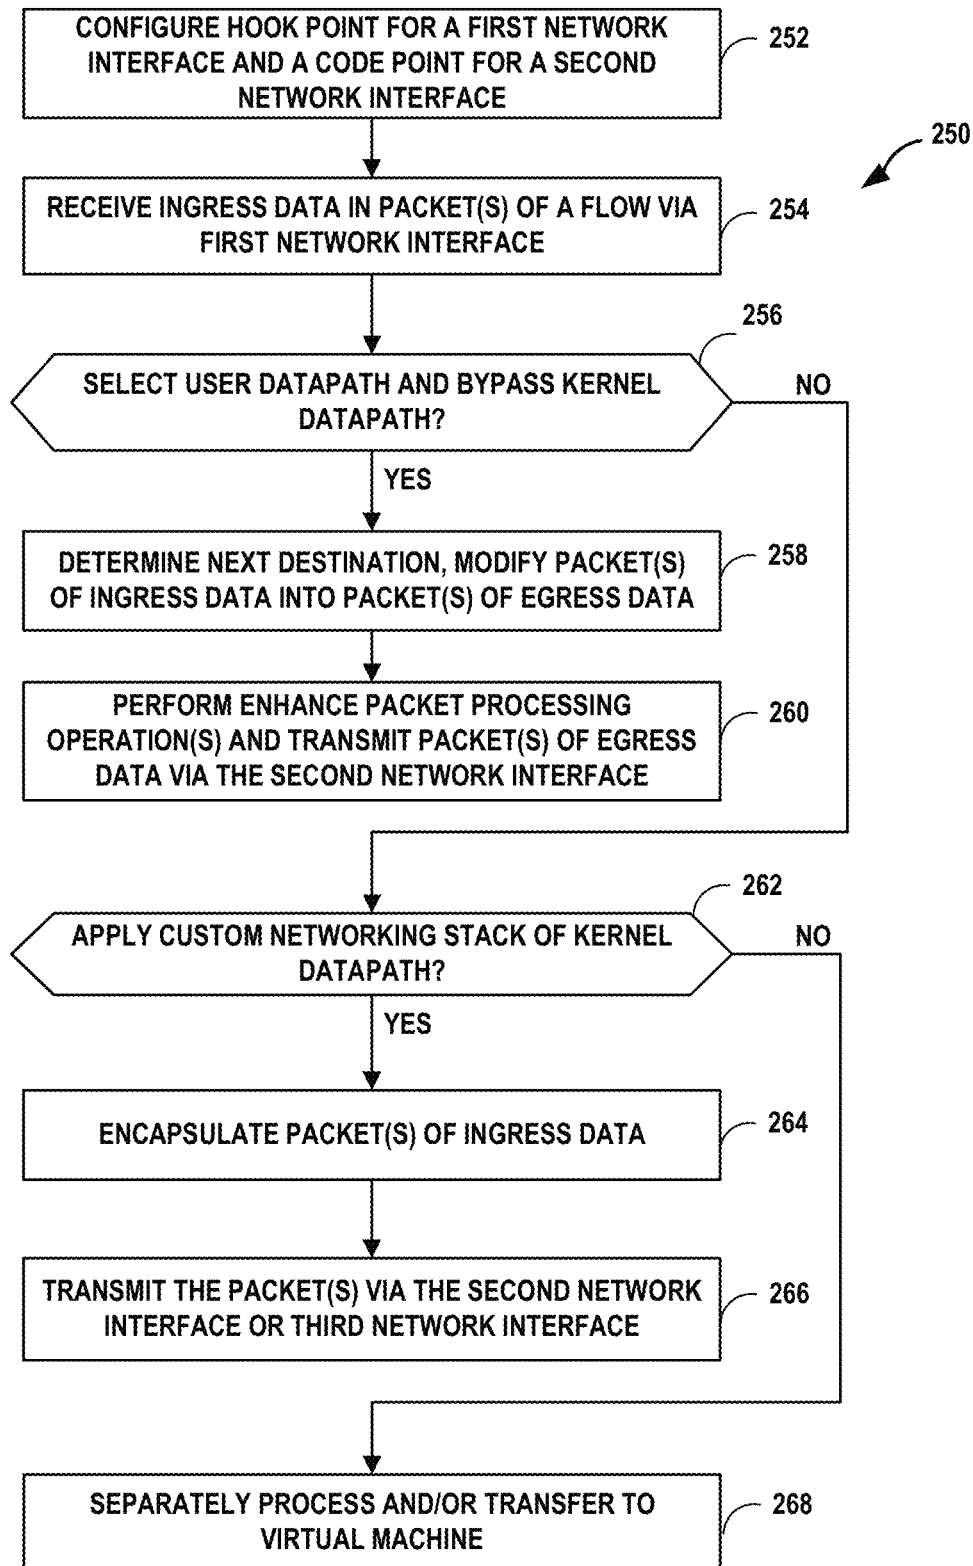 CONFIGURE HOOK POINT FOR A FIRST NETWORK
INTERFACE AND A CODE POINT FOR A SECOND
NETWORK INTERFACE
252
250
RECEIVE INGRESS DATA IN PACKET(S) OF A FLOW VIA
FIRST NETWORK INTERFACE
254
256
SELECT USER DATAPATH AND BYPASS KERNEL
DATAPATH?
NO
YES
DETERMINE NEXT DESTINATION, MODIFY PACKET(S)
OF INGRESS DATA INTO PACKET(S) OF EGRESS DATA
258
PERFORM ENHANCE PACKET PROCESSING
OPERATION(S) AND TRANSMIT PACKET(S) OF EGRESS
DATA VIA THE SECOND NETWORK INTERFACE
260
262
APPLY CUSTOM NETWORKING STACK OF KERNEL
DATAPATH?
NO
YES
ENCAPSULATE PACKET(S) OF INGRESS DATA
264
TRANSMIT THE PACKET(S) VIA THE SECOND NETWORK
INTERFACE OR THIRD NETWORK INTERFACE
266
SEPARATELY PROCESS AND/OR TRANSFER TO
VIRTUAL MACHINE
268